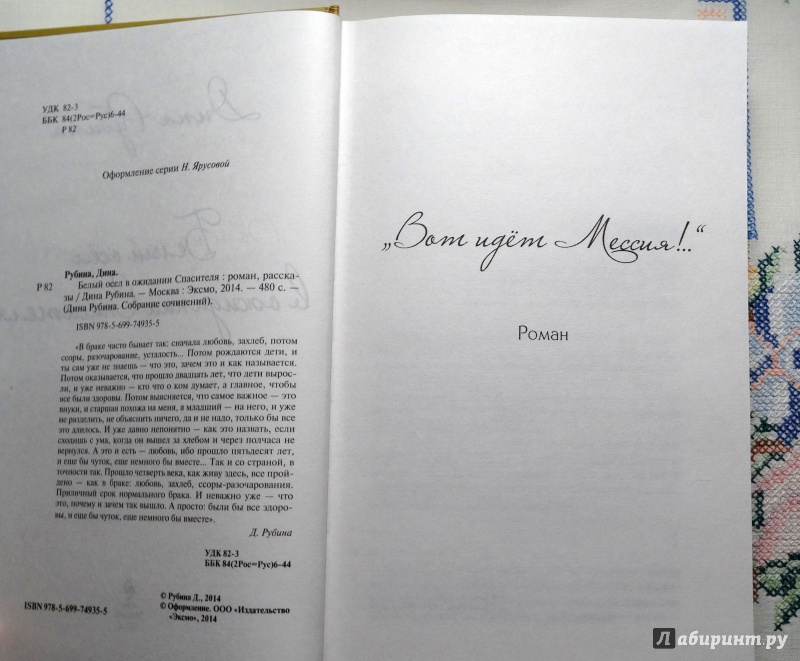 УДК 82-3
ББК 84(2Рос=Рус)6-44
Р 82
Оформление серии Н. Ярусовой
Рубина, Дина.
Р 82 Белый осел в ожидании Спасителя : роман, расска-
зы / Дина Рубина. — Москва : Эксмо, 2014. — 480 с. —
(Дина Рубина. Собрание сочинений).
ISBN 978-5-699-74935-5
«В браке часто бывает так: сначала любовь, захлеб, потом
ссоры, разочарование, усталость... Потом рождаются дети, и
ты сам уже не знаешь — что это, зачем это и как называется.
Потом оказывается, что прошло двадцать лет, что дети вырос-
ли, и уже неважно — кто что о ком думает, а главное, чтобы
все были здоровы. Потом выясняется, что самое важное — это
внуки, и старшая похожа на меня, а младший — на него, и уже
не разделить, не объяснить ничего, да и не надо, только бы все
это длилось. И уже давно непонятно — как это назвать, если
сходишь с ума, когда он вышел за хлебом и через полчаса не
вернулся. А это и есть — любовь, ибо прошло пятьдесят лет,
и еще бы чуток, еще немного бы вместе... Так и со страной, в
точности так. Прошло четверть века, как живу здесь, все прой-
дено — как в браке: любовь, захлеб, ссоры-разочарования.
Приличный срок нормального брака. И неважно уже — что
это, почему и зачем так вышло. А просто: были бы все здоро-
вы, и еще бы чуток, еще немного бы вместе».
Д. Рубина
УДК 82-3
ББК 84(2Рос=Рус)6-44
© Рубина Д., 2014
© Оформление. ООО «Издательство
«Эксмо», 2014
ISBN 978-5-699-74935-5
„Вот идёт Мессия!..“
Роман
лабиринт.ру